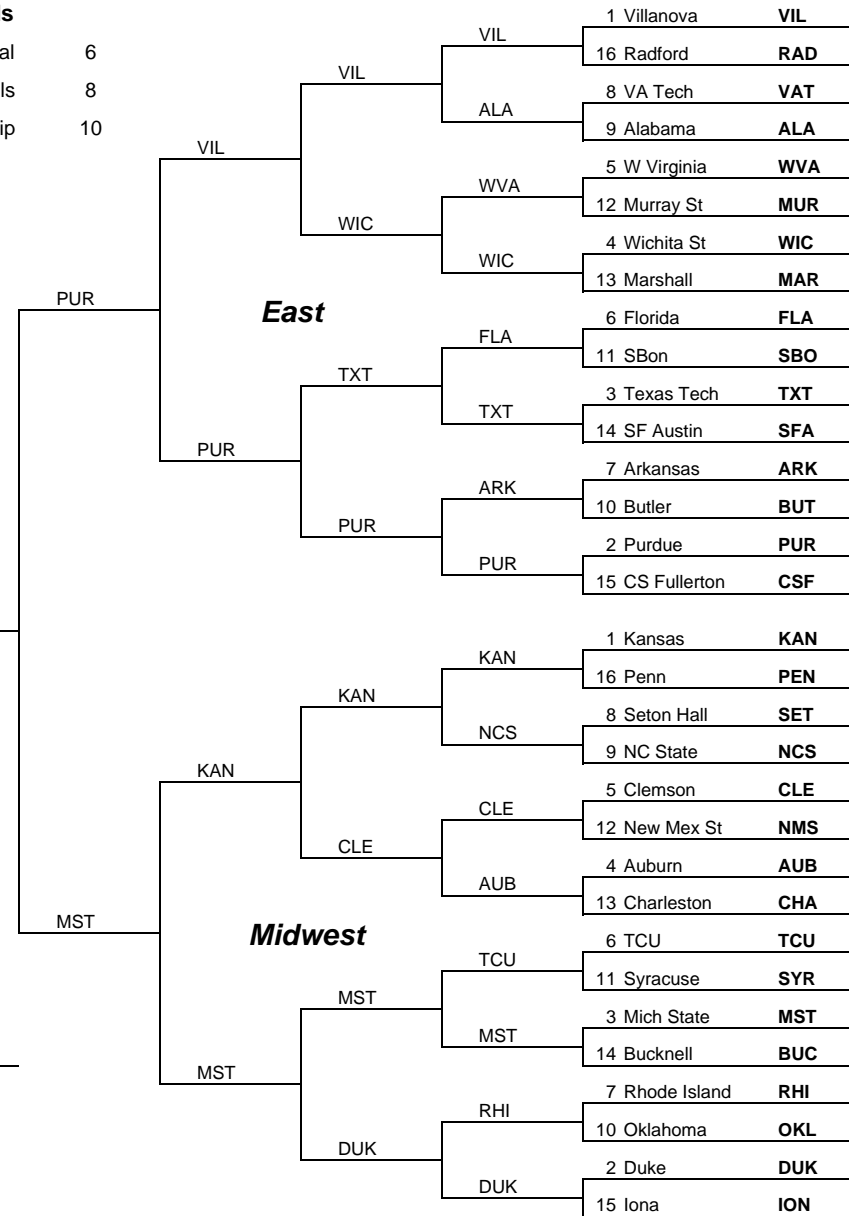 ls
al 6
ls 8
ip 10
1 Villanova VIL
VIL
16 Radford RAD
VIL
8 VA Tech VAT
ALA
9 Alabama ALA
VIL
5 W Virginia WVA
WVA
12 Murray St MUR
WIC
4 Wichita St WIC
WIC
13 Marshall MAR
PUR
East
6 Florida FLA
FLA
11 SBon SBO
TXT
3 Texas Tech TXT
TXT
14 SF Austin SFA
PUR
7 Arkansas ARK
ARK
10 Butler BUT
PUR
2 Purdue PUR
PUR
15 CS Fullerton CSF
1 Kansas KAN
KAN
16 Penn PEN
KAN
8 Seton Hall SET
NCS
9 NC State NCS
KAN
5 Clemson CLE
CLE
12 New Mex St NMS
CLE
4 Auburn AUB
AUB
13 Charleston CHA
MST
Midwest
6 TCU TCU
TCU
11 Syracuse SYR
MST
3 Mich State MST
MST
14 Bucknell BUC
MST
7 Rhode Island RHI
RHI
10 Oklahoma OKL
DUK
2 Duke DUK
DUK
15 Iona ION